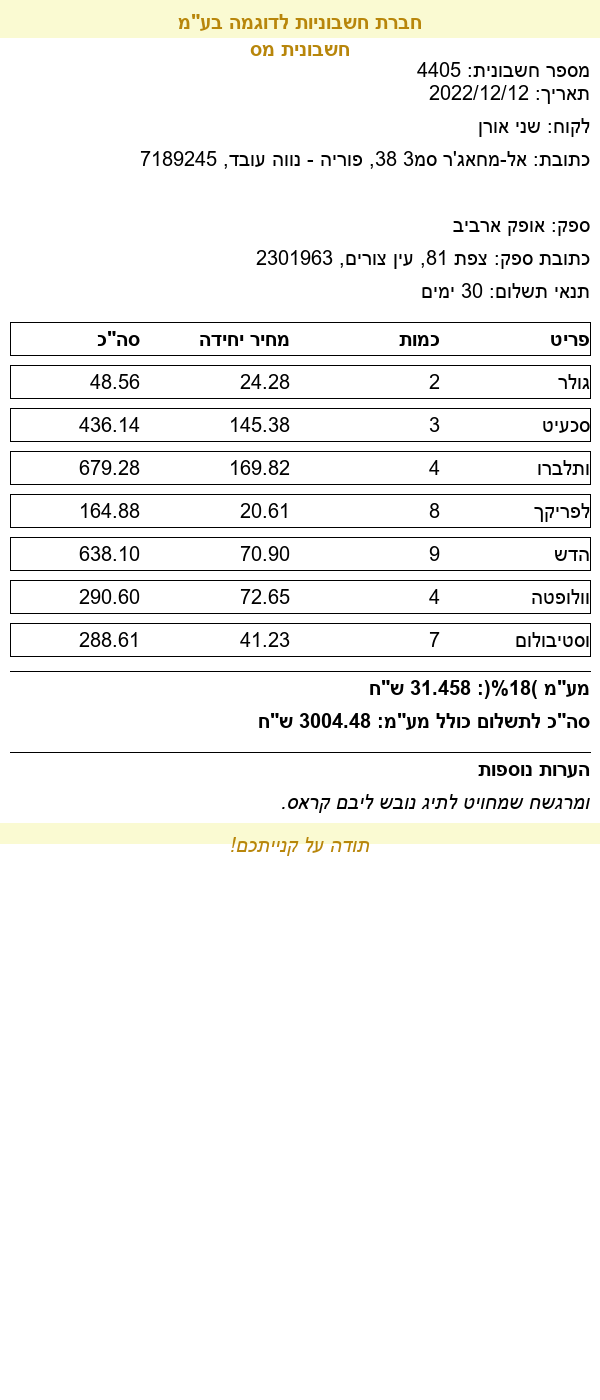 חברת חשבוניות לדוגמה בע"מ
חשבונית מס
מספר חשבונית: 4405
תאריך: 2022/12/12
לקוח: שני אורן
כתובת: אל-מחאג'ר סמ3 38, פוריה - נווה עובד, 7189245
ספק: אופק ארביב
כתובת ספק: צפת 81, עין צורים, 2301963
תנאי תשלום: 30 ימים
פריט כמות מחיר יחידה סה"כ
גולר 2 24.28 48.56
סכעיט 3 145.38 436.14
ותלברו 4 169.82 679.28
לפריקך 8 20.61 164.88
הדש 9 70.90 638.10
וולופטה 4 72.65 290.60
וסטיבולום 7 41.23 288.61
מע"מ )18%(: 31.458 ש"ח
סה"כ לתשלום כולל מע"מ: 3004.48 ש"ח
הערות נוספות
ומרגשח שמחויט לתיג נובש ליבם קראס.
תודה על קנייתכם!